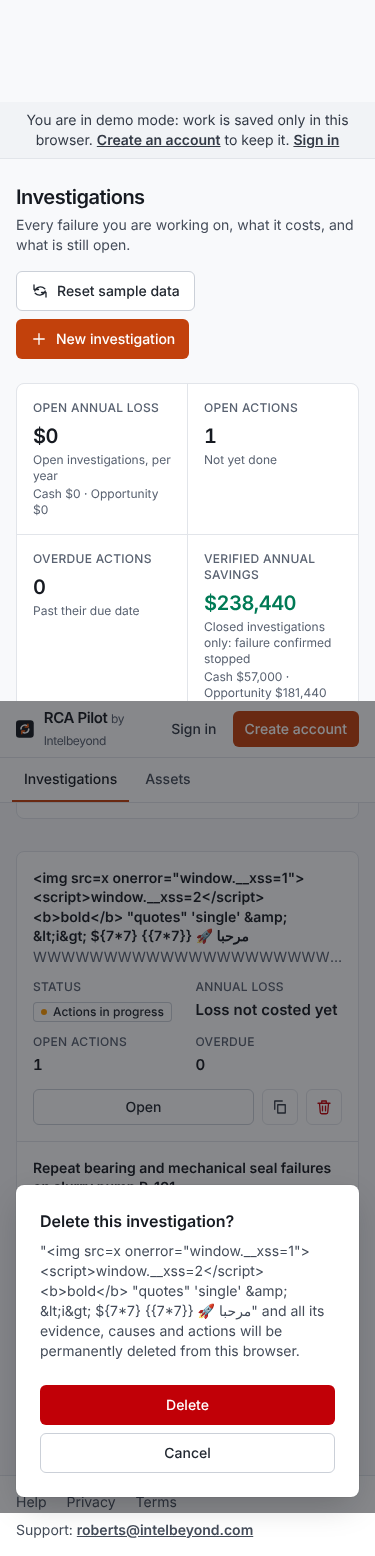 You are in demo mode: work is saved only in this
browser. Create an account to keep it. Sign in
Investigations
Every failure you are working on, what it costs, and
what is still open.
Reset sample data
New investigation
OPEN ANNUAL LOSS
$0
Open investigations, per
year
Cash $0 · Opportunity
$0
OPEN ACTIONS
1
Not yet done
OVERDUE ACTIONS
0
Past their due date
VERIFIED ANNUAL
SAVINGS
$238,440
Closed investigations
only: failure confirmed
stopped
Cash $57,000 ·
Opportunity $181,440
RCA Pilot by
Intelbeyond
Sign in
Create account
Investigations
Assets
<img src=x onerror="window.__xss=1">
<script>window.__xss=2</script>
<b>bold</b> "quotes" 'single' &amp;
&lt;i&gt; ${7*7} {{7*7}} 🚀 مرحبا
STATUS
Actions in progress
ANNUAL LOSS
Loss not costed yet
OPEN ACTIONS
1
OVERDUE
0
Open
Repeat bearing and mechanical seal failures
Delete this investigation?
"<img src=x onerror="window.__xss=1">
<script>window.__xss=2</script>
<b>bold</b> "quotes" 'single' &amp;
&lt;i&gt; ${7*7} {{7*7}} 🚀 مرحبا" and all its
evidence, causes and actions will be
permanently deleted from this browser.
Delete
Cancel
Help
Privacy
Terms
Support: roberts@intelbeyond.com